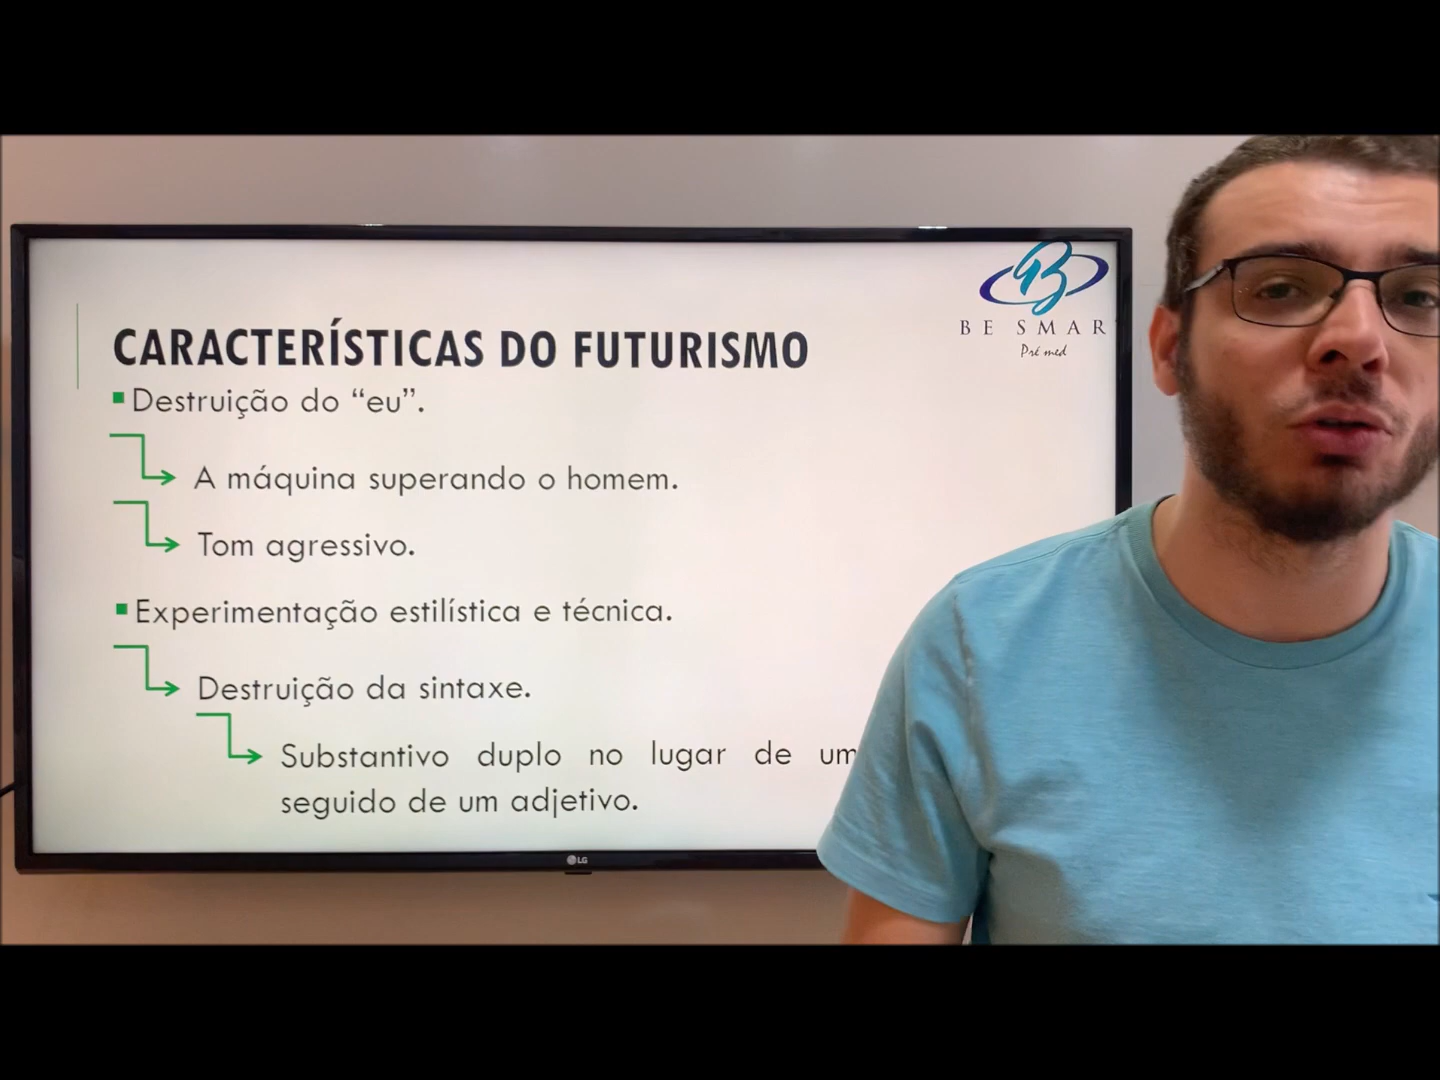 BE SMAR
Pré med
CARACTERÍSTICAS DO FUTURISMO
Destruição do “eu”.
A máquina superando o homem.
Tom agressivo.
Experimentação estilística e técnica.
Destruição da sintaxe.
Substantivo duplo no lugar de um
seguido de um adjetivo.
LG